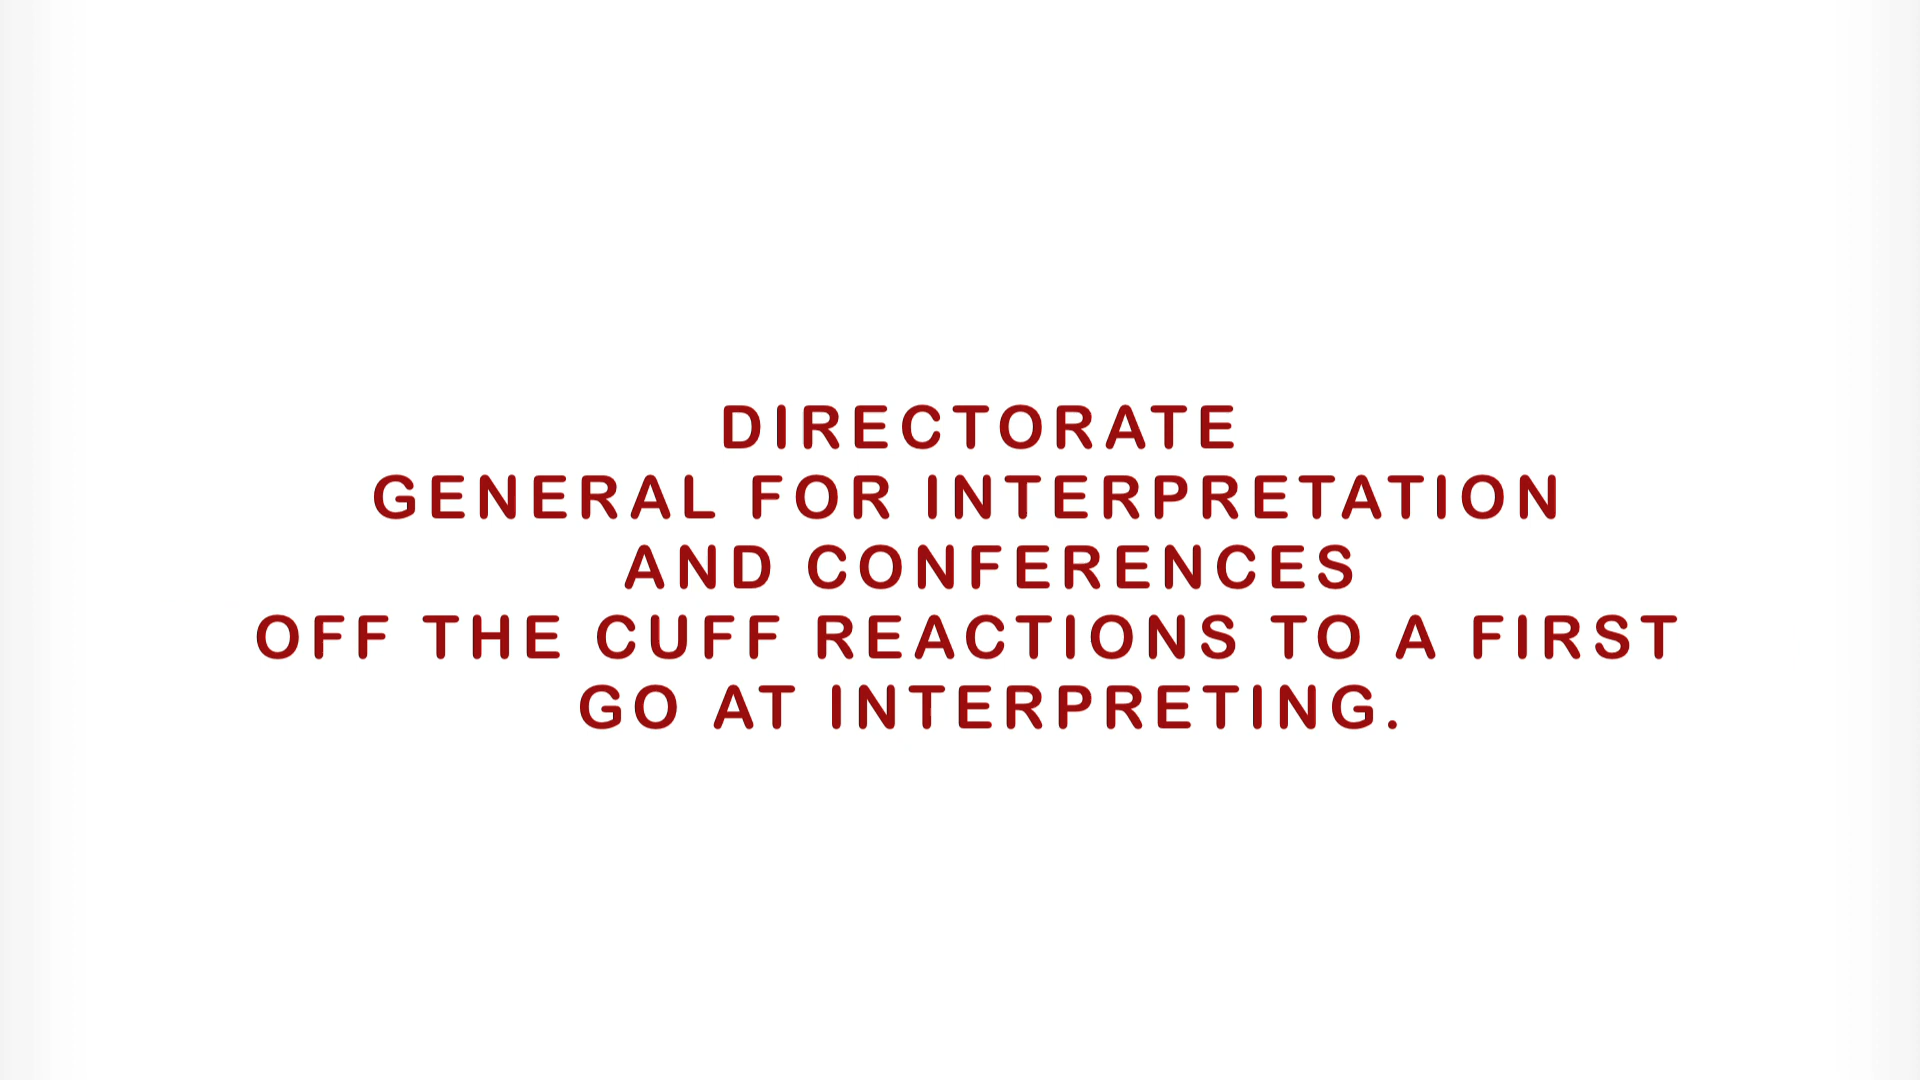 DIRECTORATE
GENERAL FOR INTERPRETATION
AND CONFERENCES
OFF THE CUFF REACTIONS TO A FIRST
GO AT INTERPRETING.